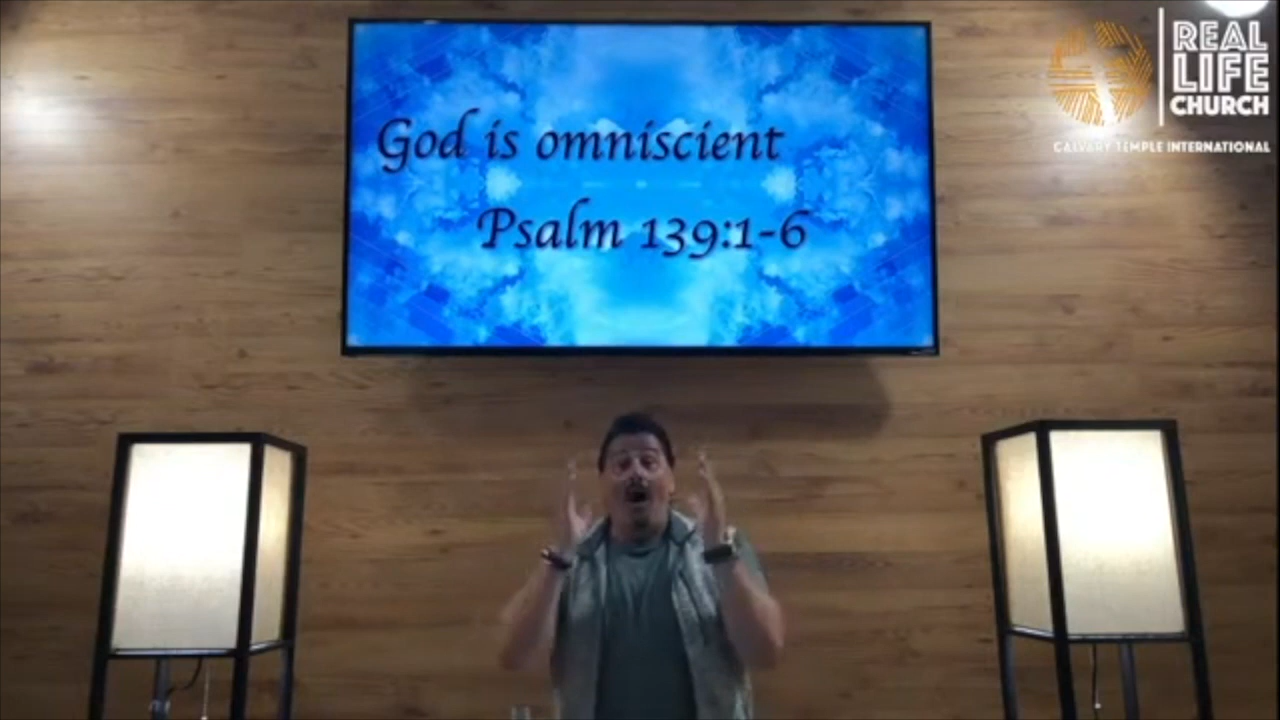 God is omniscient
Psalm 139:1-6
REAL
LIFE
CHURCH
CALVARY TEMPLE INTERNATIONAL